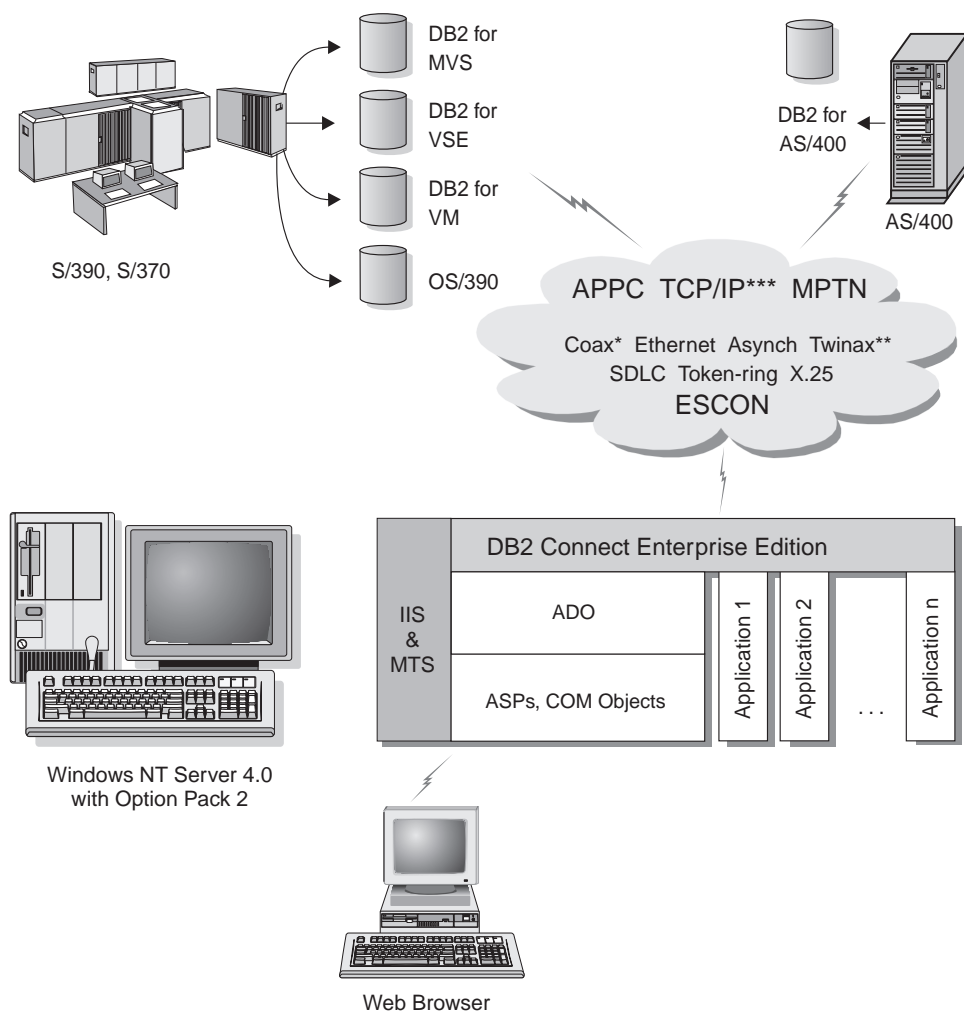 DB2 for
MVS
DB2 for
VSE
DB2 for
VM
OS/390
S/390, S/370
DB2 for
AS/400
AS/400
APPC TCP/IP*** MPTN
Coax* Ethernet Asynch Twinax**
SDLC Token-ring X.25
ESCON
DB2 Connect Enterprise Edition
IIS
&
MTS
ADO
ASPs, COM Objects
Application 1
Application 2
. . .
Application n
Windows NT Server 4.0
with Option Pack 2
Web Browser